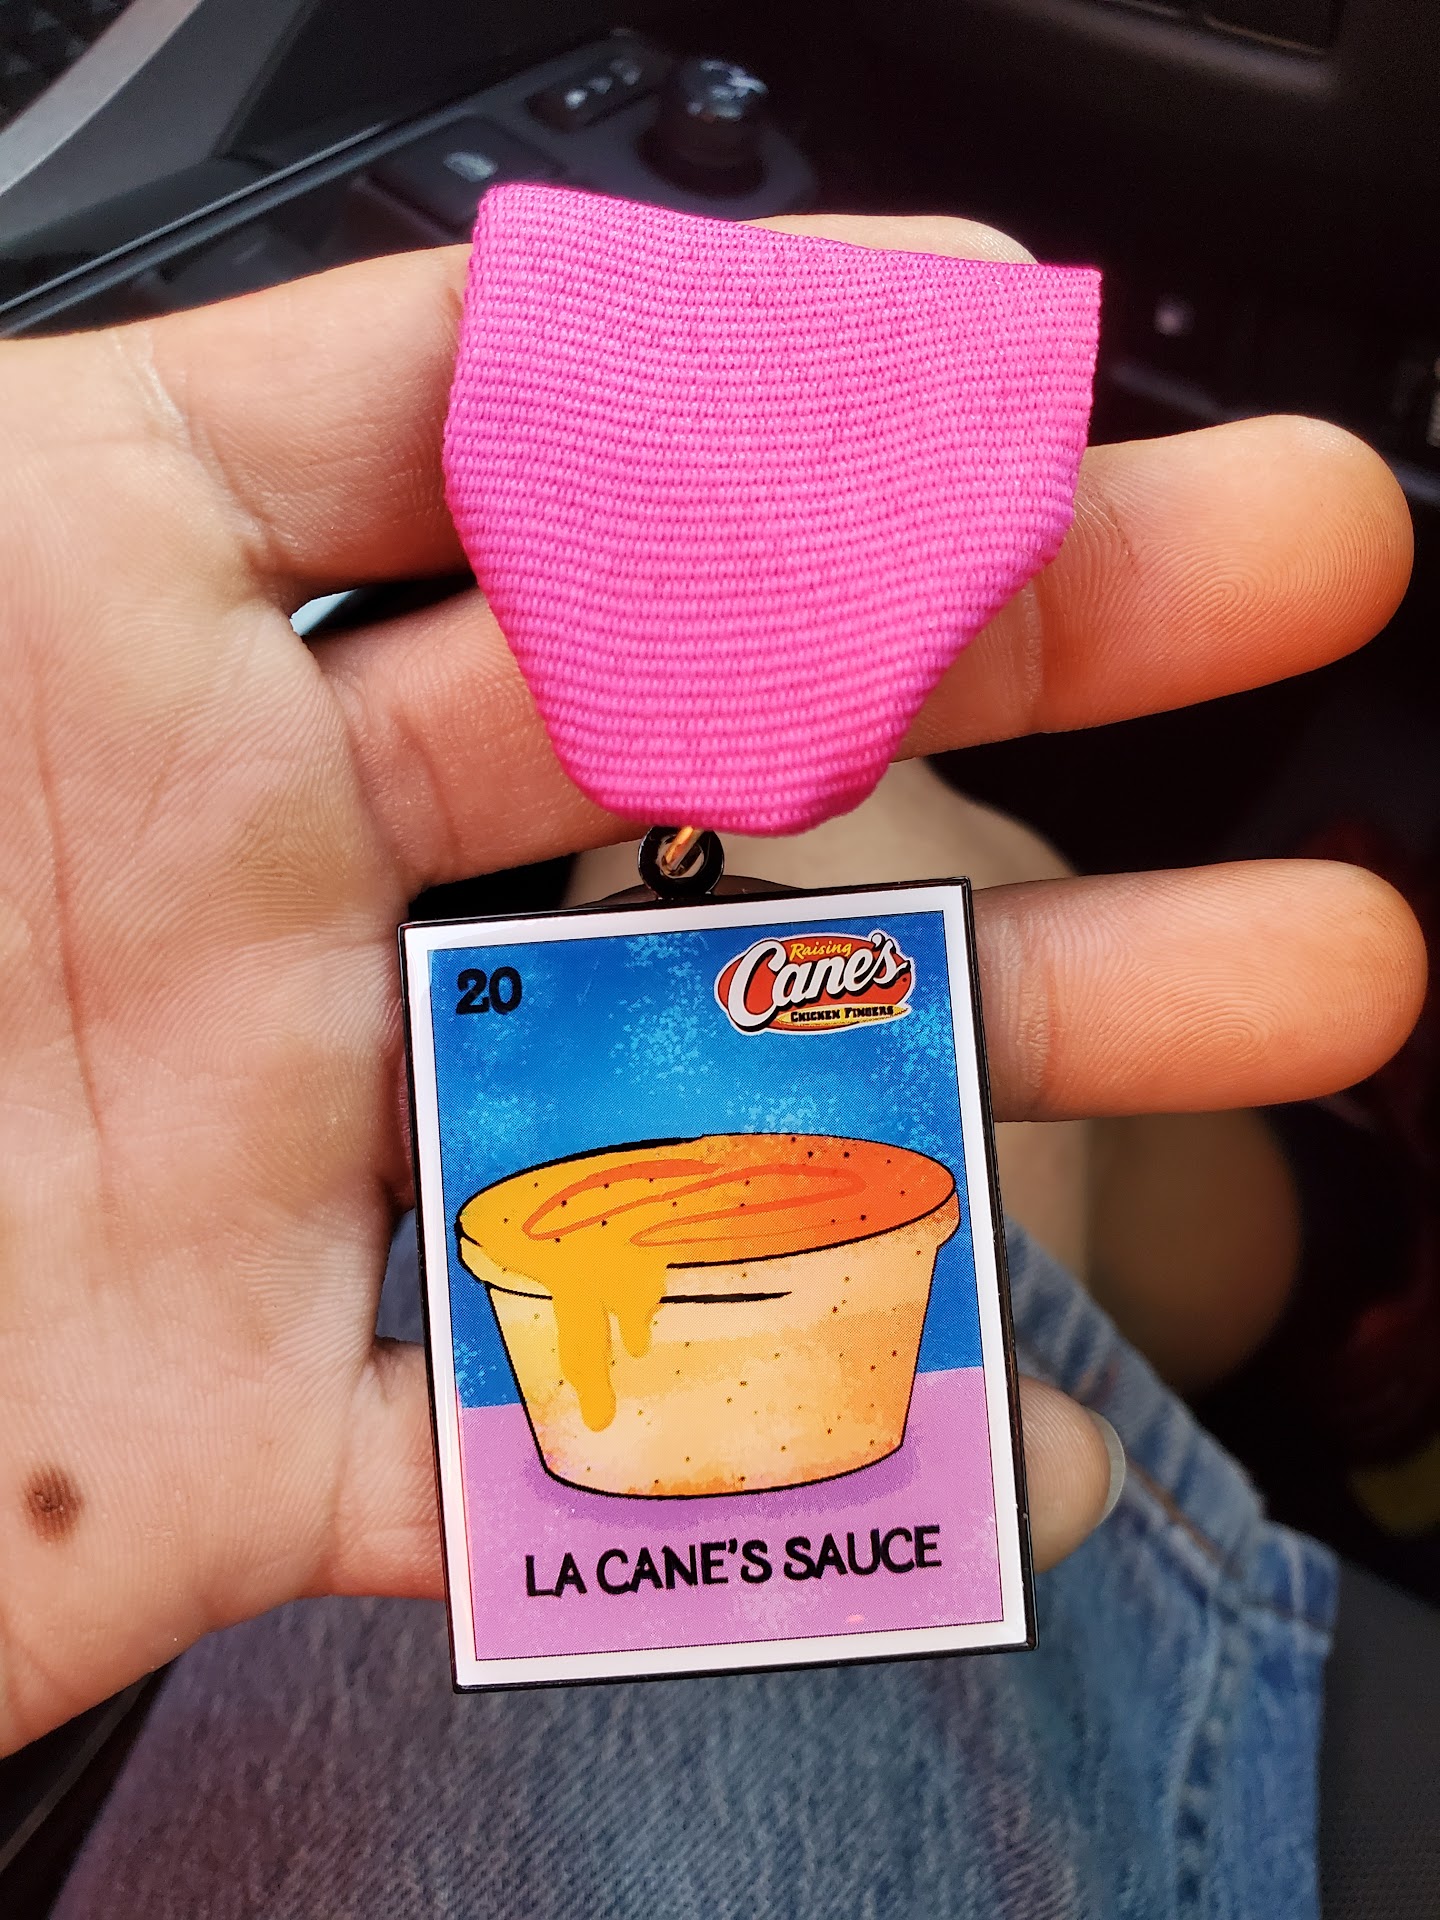 20
Raising
Cane's
CHICKEN FINGERS
LA CANE'S SAUCE